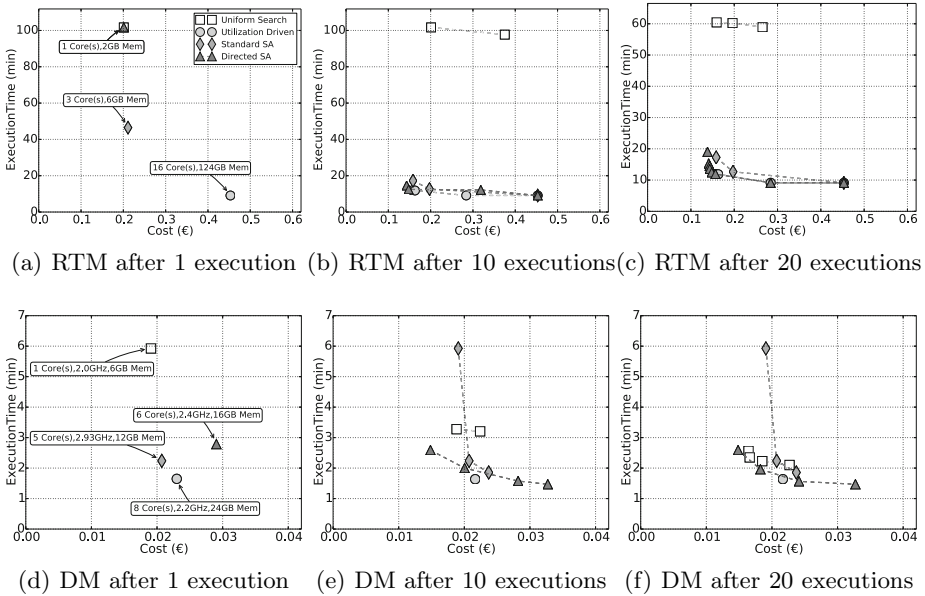 ExecutionTime (min)
100
80
60
40
20
0
0.0 0.1 0.2 0.3 0.4 0.5 0.6
Cost (€)
1 Core(s),2GB Mem
3 Core(s),6GB Mem
16 Core(s),124GB Mem
Uniform Search
Utilization Driven
Standard SA
Directed SA
ExecutionTime (min)
100
80
60
40
20
0
0.0 0.1 0.2 0.3 0.4 0.5 0.6
Cost (€)
ExecutionTime (min)
60
50
40
30
20
10
0
0.0 0.1 0.2 0.3 0.4 0.5 0.6
Cost (€)
(a) RTM after 1 execution
(b) RTM after 10 executions
(c) RTM after 20 executions
ExecutionTime (min)
7
6
5
4
3
2
1
0
0.00 0.01 0.02 0.03 0.04
Cost (€)
1 Core(s),2.0GHz,6GB Mem
6 Core(s),2.4GHz,16GB Mem
5 Core(s),2.93GHz,12GB Mem
8 Core(s),2.2GHz,24GB Mem
ExecutionTime (min)
7
6
5
4
3
2
1
0
0.00 0.01 0.02 0.03 0.04
Cost (€)
ExecutionTime (min)
7
6
5
4
3
2
1
0
0.00 0.01 0.02 0.03 0.04
Cost (€)
(d) DM after 1 execution
(e) DM after 10 executions
(f) DM after 20 executions